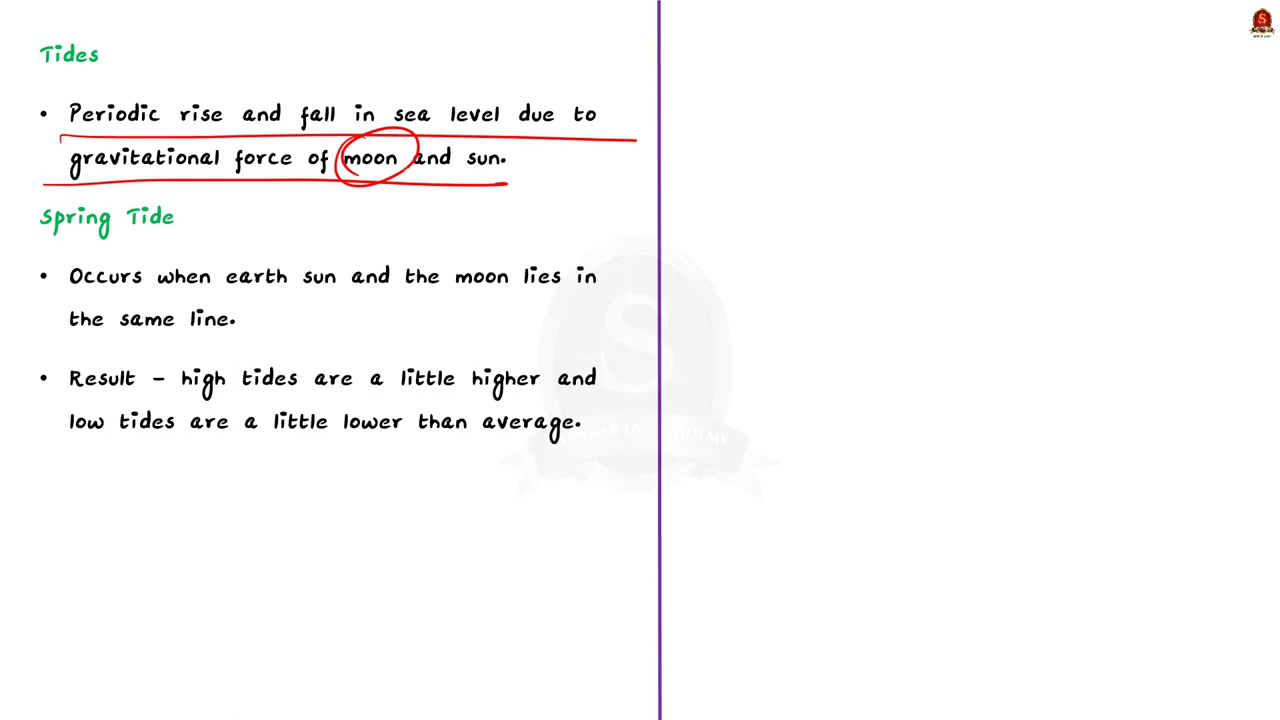 Tides
• Periodic rise and fall in sea level due to
gravitational force of moon and sun.
Spring Tide
• Occurs when earth sun and the moon lies in
the same line.
• Result – high tides are a little higher and
low tides are a little lower than average.
S